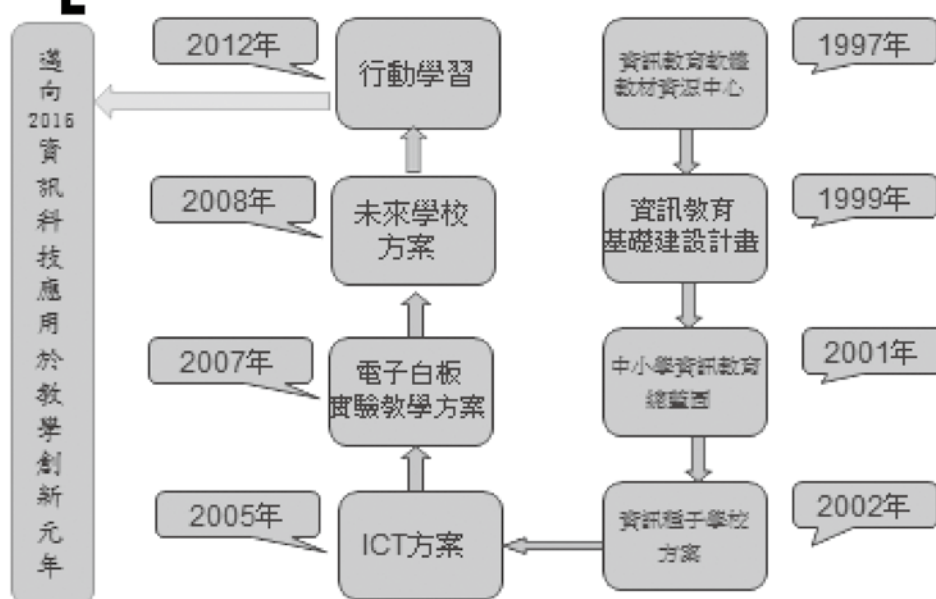 1997年
資訊教育軟體
教材資源中心
1999年
資訊教育
基礎建設計畫
2001年
中小學資訊教育
總藍圖
2002年
資訊種子學校
方案
2005年
ICT方案
2007年
電子白板
實驗教學方案
2008年
未來學校
方案
2012年
行動學習
邁向2016資訊科技應用於教學創新元年